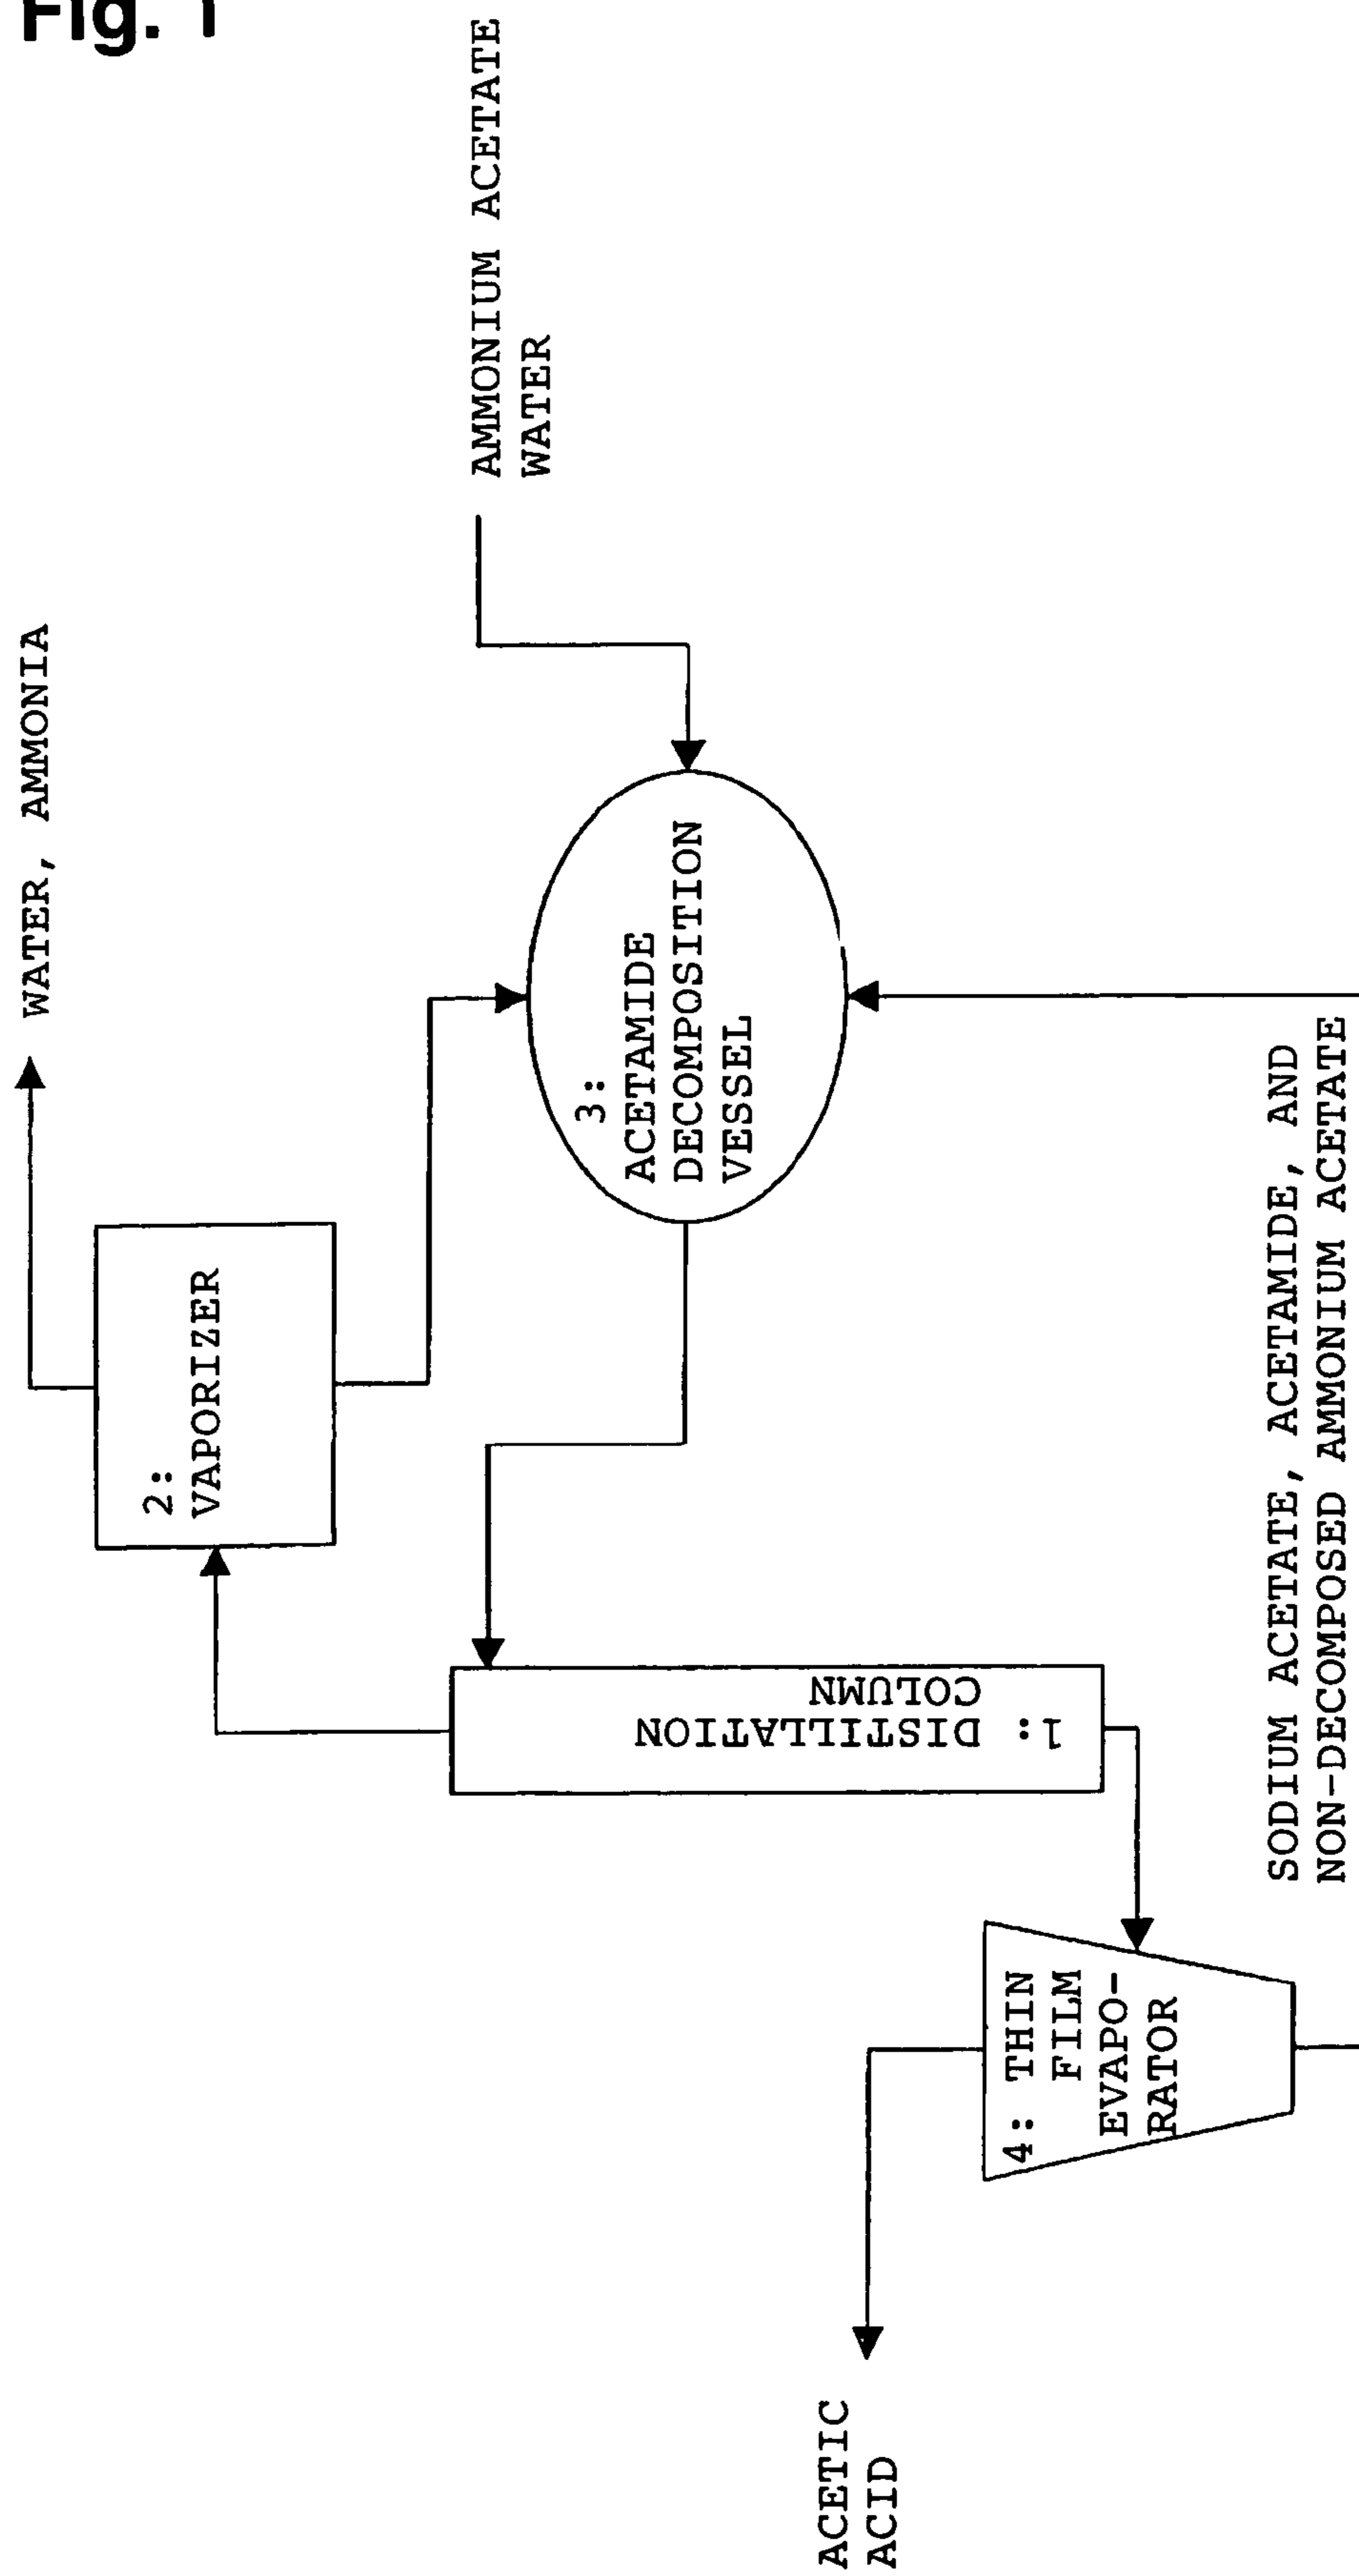 Fig. 1
WATER, AMMONIA
2:
VAPORIZER
AMMONIUM ACETATE
WATER
3:
ACETAMIDE
DECOMPOSITION
VESSEL
1: DISTILLATION
COLUMN
4: THIN
FILM
EVAPO-
RATOR
ACETIC
ACID
SODIUM ACETATE, ACETAMIDE, AND
NON-DECOMPOSED AMMONIUM ACETATE